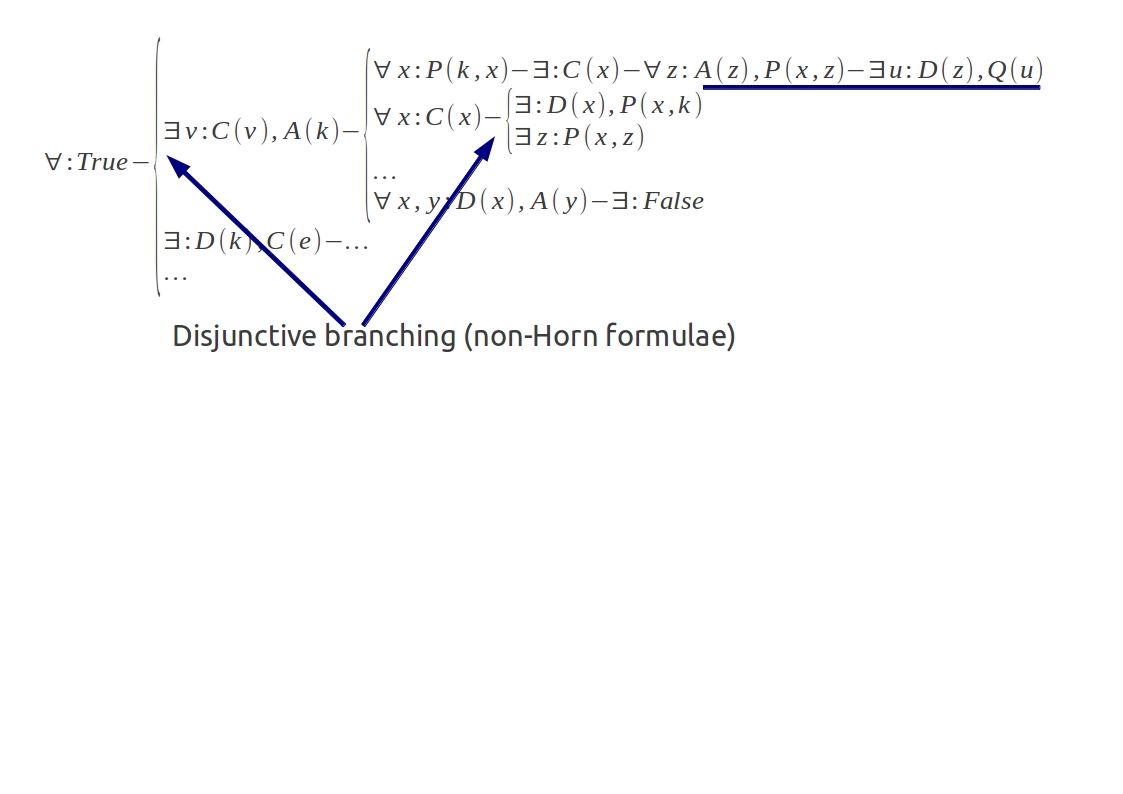 ∀ x : P(k, x)−∃ : C(x)−∀ z : A(z), P(x, z)−∃u : D(z), Q(u)
∀ x : C(x)−
∃ : D(x), P(x, k)
∃ z : P(x, z)
∃ v : C(v), A(k)−
∀ : True−
...
∀ x, y : D(x), A(y)−∃ : False
∃ : D(k), C(e)−...
...
Disjunctive branching (non-Horn formulae)